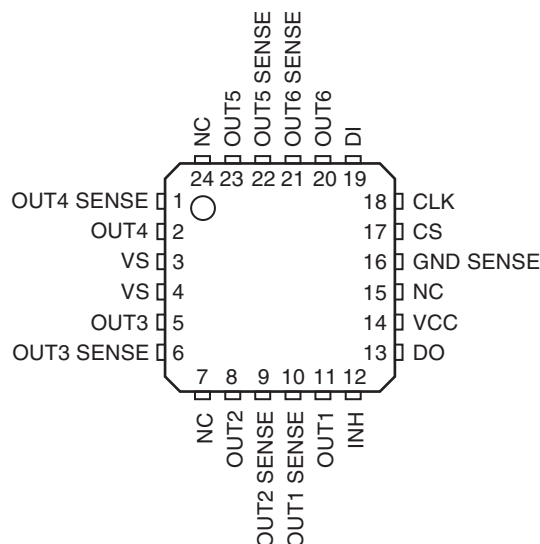 NC
OUT5
OUT5 SENSE
OUT6 SENSE
OUT6
DI
24 23 22 21 20 19
OUT4 SENSE 1
OUT4 2
VS 3
VS 4
OUT3 5
OUT3 SENSE 6
18 CLK
17 CS
16 GND SENSE
15 NC
14 VCC
13 DO
7 8 9 10 11 12
NC
OUT2
OUT2 SENSE
OUT1 SENSE
OUT1
INH